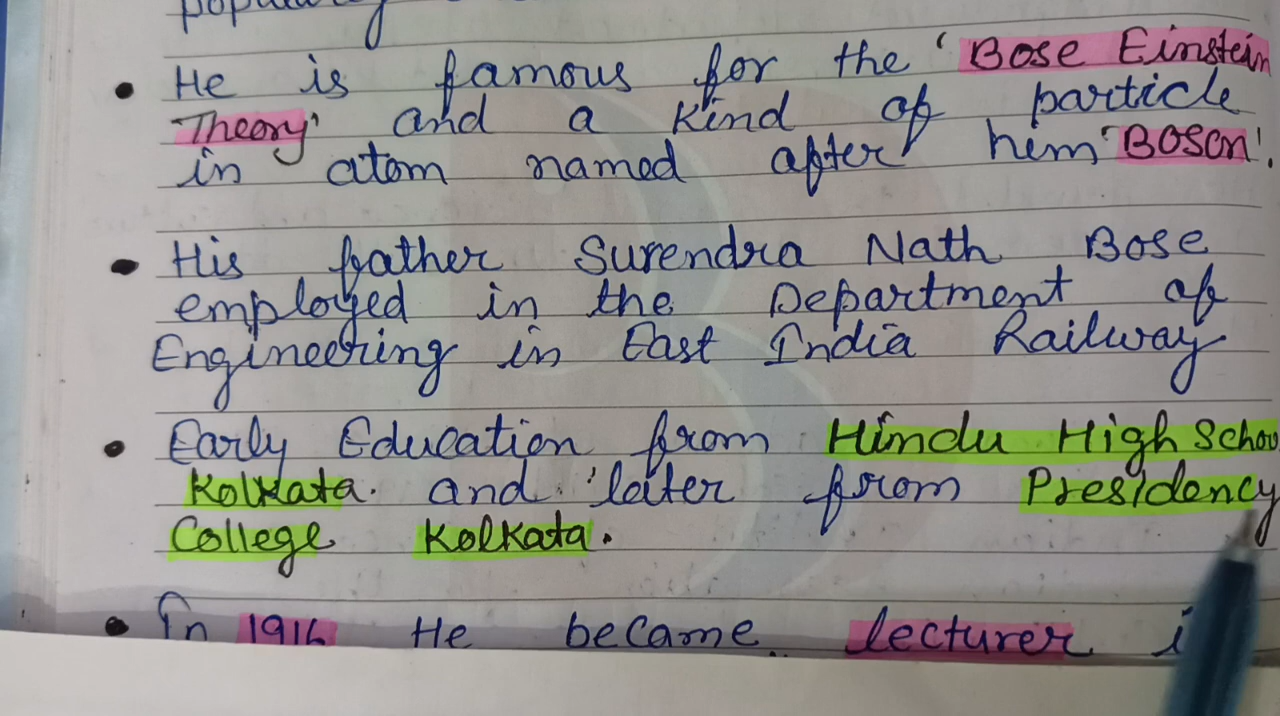 He is famous for the 'Bose Einstein
Theory' and a kind of particle
in atom named after him 'BOSON'.
His father Surendra Nath Bose
employed in the Department of
Engineering in East India Railway
Early Education from Hindu High School
Kolkata. and later from Presidency
College Kolkata.
In 1916 He became lecturer